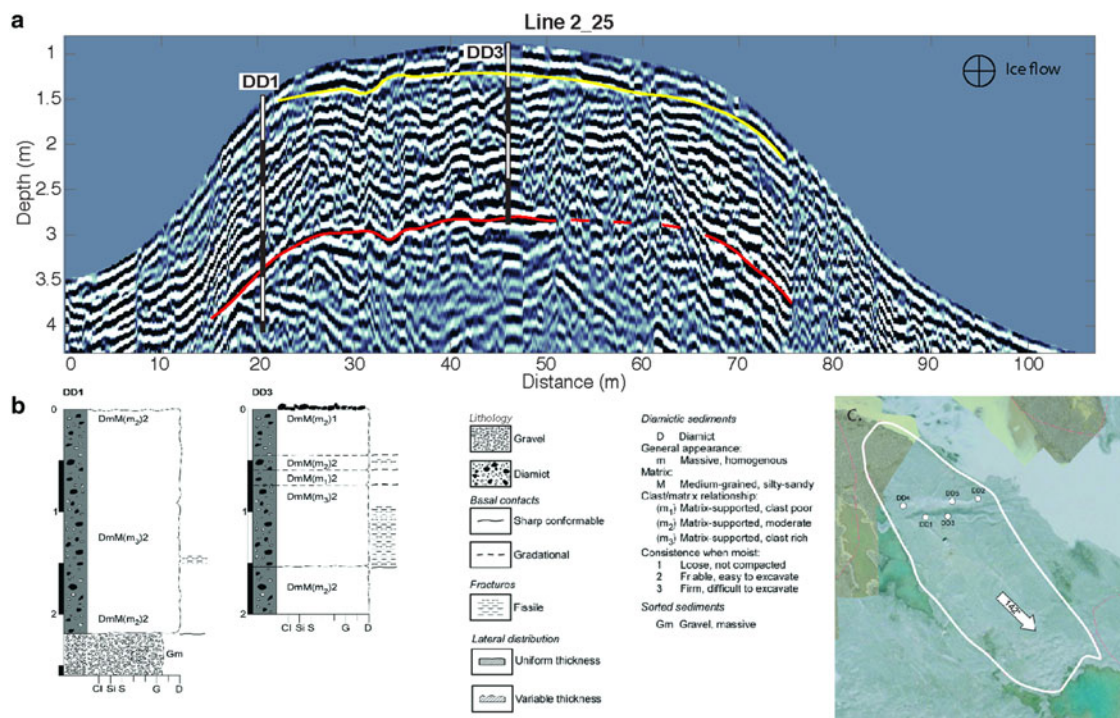 a
Line 2_25
1
1.5
2
2.5
3
3.5
4
Depth (m)
DD1
DD3
Ice flow
0 10 20 30 40 50 60 70 80 90 100
Distance (m)
b
DD1
0
1
2
DmM(m₂)2
DmM(m₃)2
DmM(m₂)2
Gm
Cl Si S G D
DD3
0
1
2
DmM(m₂)1
DmM(m₂)2
DmM(m₁)2
DmM(m₃)2
DmM(m₂)2
Cl Si S G D
Lithology
Gravel
Diamict
Basal contacts
Sharp conformable
Gradational
Fractures
Fissile
Lateral distribution
Uniform thickness
Variable thickness
Diamictic sediments
D Diamict
General appearance:
m Massive, homogenous
Matrix:
M Medium-grained, silty-sandy
Clast/matrix relationship:
(m₁) Matrix-supported, clast poor
(m₂) Matrix-supported, moderate
(m₃) Matrix-supported, clast rich
Consistence when moist:
1 Loose, not compacted
2 Friable, easy to excavate
3 Firm, difficult to excavate
Sorted sediments
Gm Gravel, massive
C.
DD4
DD5
DD2
DD1
DD3
142°